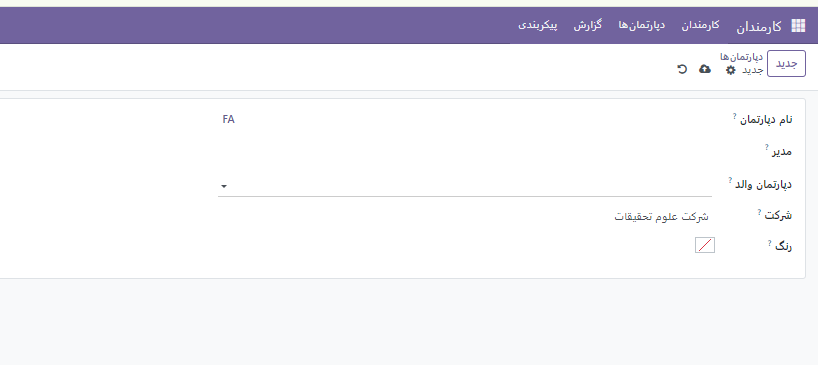 کارمندان کارمندان دپارتمان‌ها گزارش پیکربندی
جدید
دپارتمان‌ها
جدید
نام دپارتمان ?
FA
مدیر ?
دپارتمان والد ?
شرکت ?
شرکت علوم تحقیقات
رنگ ?